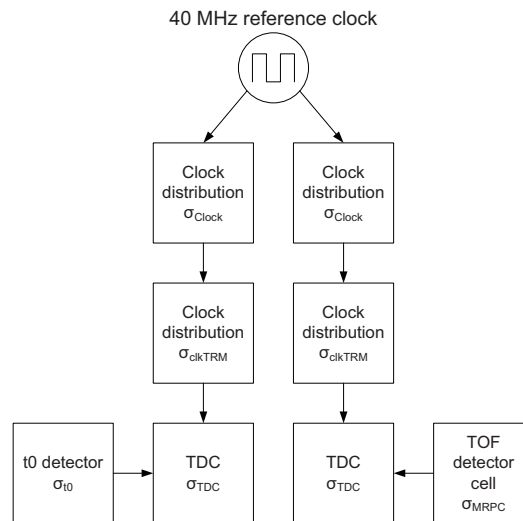 40 MHz reference clock
Clock
distribution
σClock
Clock
distribution
σClock
Clock
distribution
σclkTRM
Clock
distribution
σclkTRM
t0 detector
σt0
TDC
σTDC
TDC
σTDC
TOF
detector
cell
σMRPC